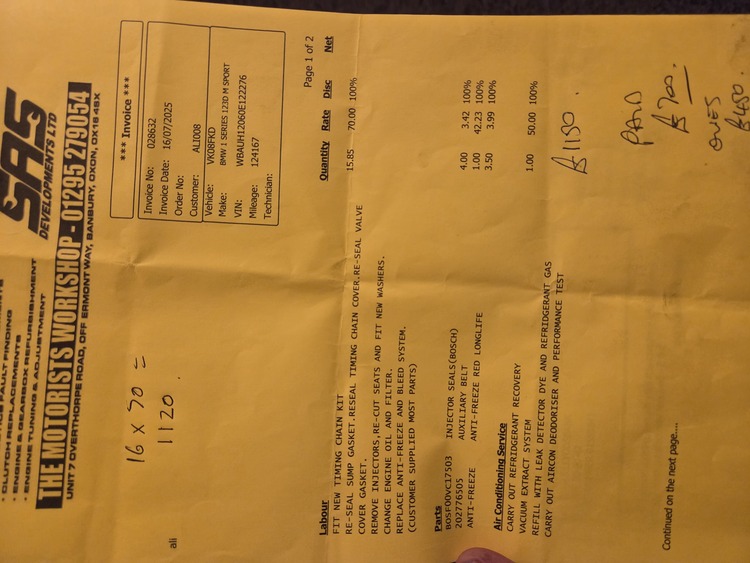 SAS
DEVELOPMENTS LTD
• CLUTCH REPLACEMENTS
• ENGINE & GEARBOX REFURBISHMENT
• ENGINE TUNING & ADJUSTMENT
THE MOTORISTS WORKSHOP - 01295 279054
UNIT 7 OVERTHORPE ROAD, OFF ERMONT WAY, BANBURY, OXON, OX16 4SX
*** Invoice ***
Invoice No: 028632
Invoice Date: 16/07/2025
Order No:
Customer: ALI008
Vehicle: VK08FKD
Make: BMW 1 SERIES 123D M SPORT
VIN: WBAUH12060E122276
Mileage: 124167
Technician:
16 x 70 =
1120.
ali
Page 1 of 2
Labour Quantity Rate Disc Net
FIT NEW TIMING CHAIN KIT 15.85 70.00 100%
RE-SEAL SUMP GASKET.RESEAL TIMING CHAIN COVER.RE-SEAL VALVE
COVER GASKET.
REMOVE INJECTORS,RE-CUT SEATS AND FIT NEW WASHERS.
CHANGE ENGINE OIL AND FILTER.
REPLACE ANTI-FREEZE AND BLEED SYSTEM.
(CUSTOMER SUPPLIED MOST PARTS)
Parts
BOSF00VC17503 INJECTOR SEALS(BOSCH) 4.00 3.42 100%
202776505 AUXILIARY BELT 1.00 42.23 100%
ANTI-FREEZE ANTI-FREEZE RED LONGLIFE 3.50 3.99 100%
Air Conditioning Service
CARRY OUT REFRIGERANT RECOVERY 1.00 50.00 100%
VACUUM EXTRACT SYSTEM
REFILL WITH LEAK DETECTOR DYE AND REFRIDGERANT GAS
CARRY OUT AIRCON DEODORISER AND PERFORMANCE TEST
£1150.
PAID
£700.
OWES
£450.
Continued on the next page....